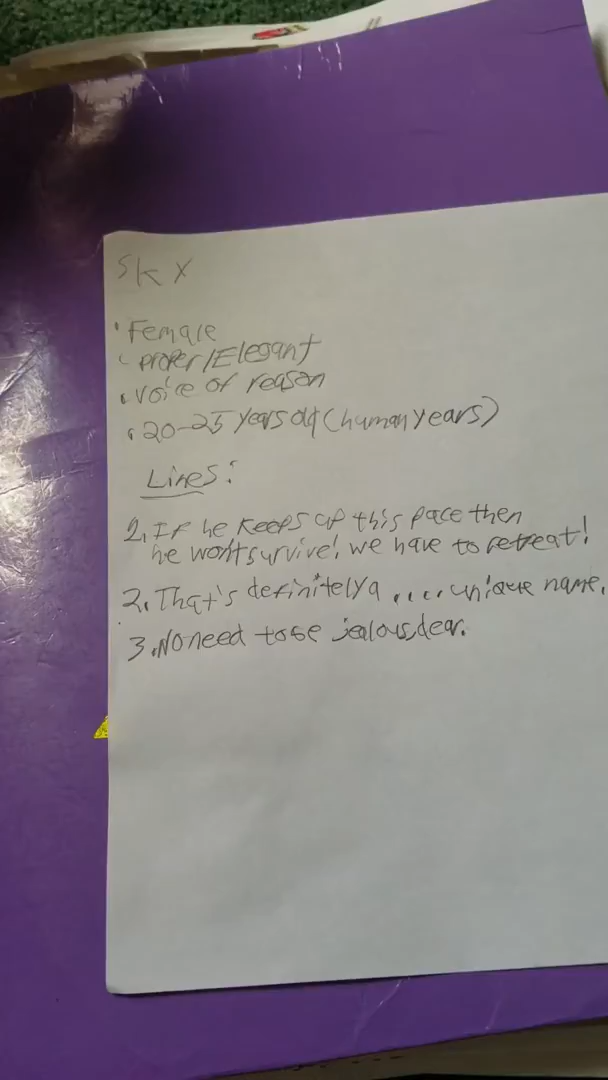 Skx
• Female
• proper/Elegant
• voice of reason
• 20-25 years old (human years)
Lines:
1. If he keeps up this pace then
he won't survive! we have to retreat!
2. That's definitely a .... unique name.
3. No need to be jealous, dear.